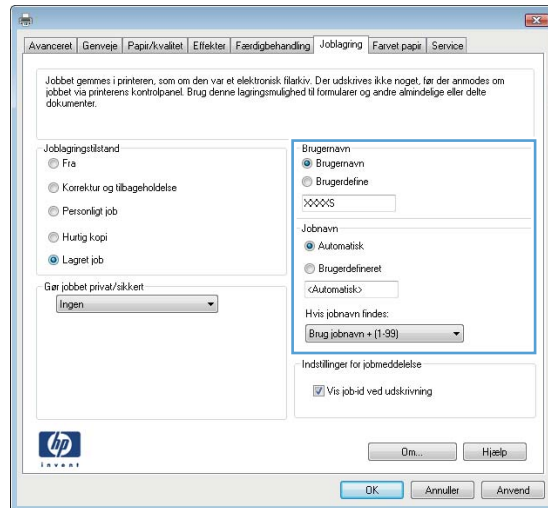 Avanceret Genveje Papir/kvalitet Effekter Færdigbehandling Joblagring Farvet papir Service
Jobbet gemmes i printeren, som om den var et elektronisk filarkiv. Der udskrives ikke noget, før der anmodes om
jobbet via printerens kontrolpanel. Brug denne lagringsmulighed til formularer og andre almindelige eller delte
dokumenter.
Joblagringstilstand
Fra
Korrektur og tilbageholdelse
Personligt job
Hurtig kopi
Lagret job
Gør jobbet privat/sikkert
Ingen
Brugernavn
Brugernavn
Brugerdefine
XXXXS
Jobnavn
Automatisk
Brugerdefineret
<Automatisk>
Hvis jobnavn findes:
Brug jobnavn + (1-99)
Indstillinger for jobmeddelelse
Vis job-id ved udskrivning
hp
invent
Om... Hjælp
OK Annuller Anvend